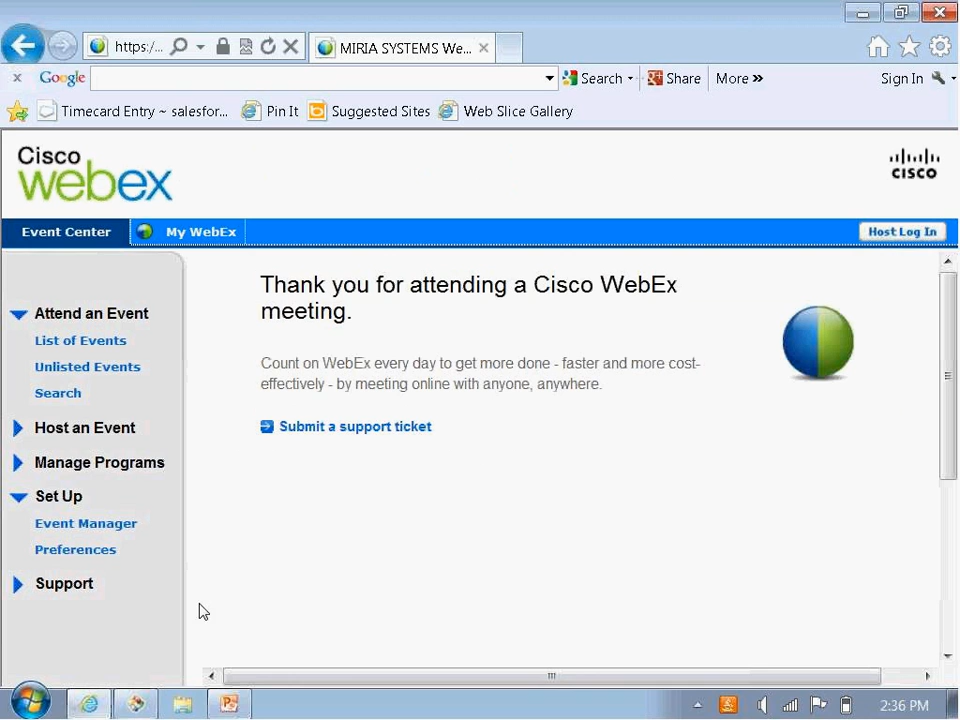 https:/...
MIRIA SYSTEMS We...
Google
Search
Share
More »
Sign In
Timecard Entry ~ salesfor...
Pin It
Suggested Sites
Web Slice Gallery
Cisco
webex
cisco
Event Center
My WebEx
Host Log In
Attend an Event
List of Events
Unlisted Events
Search
Host an Event
Manage Programs
Set Up
Event Manager
Preferences
Support
Thank you for attending a Cisco WebEx
meeting.
Count on WebEx every day to get more done - faster and more cost-
effectively - by meeting online with anyone, anywhere.
Submit a support ticket
2:36 PM